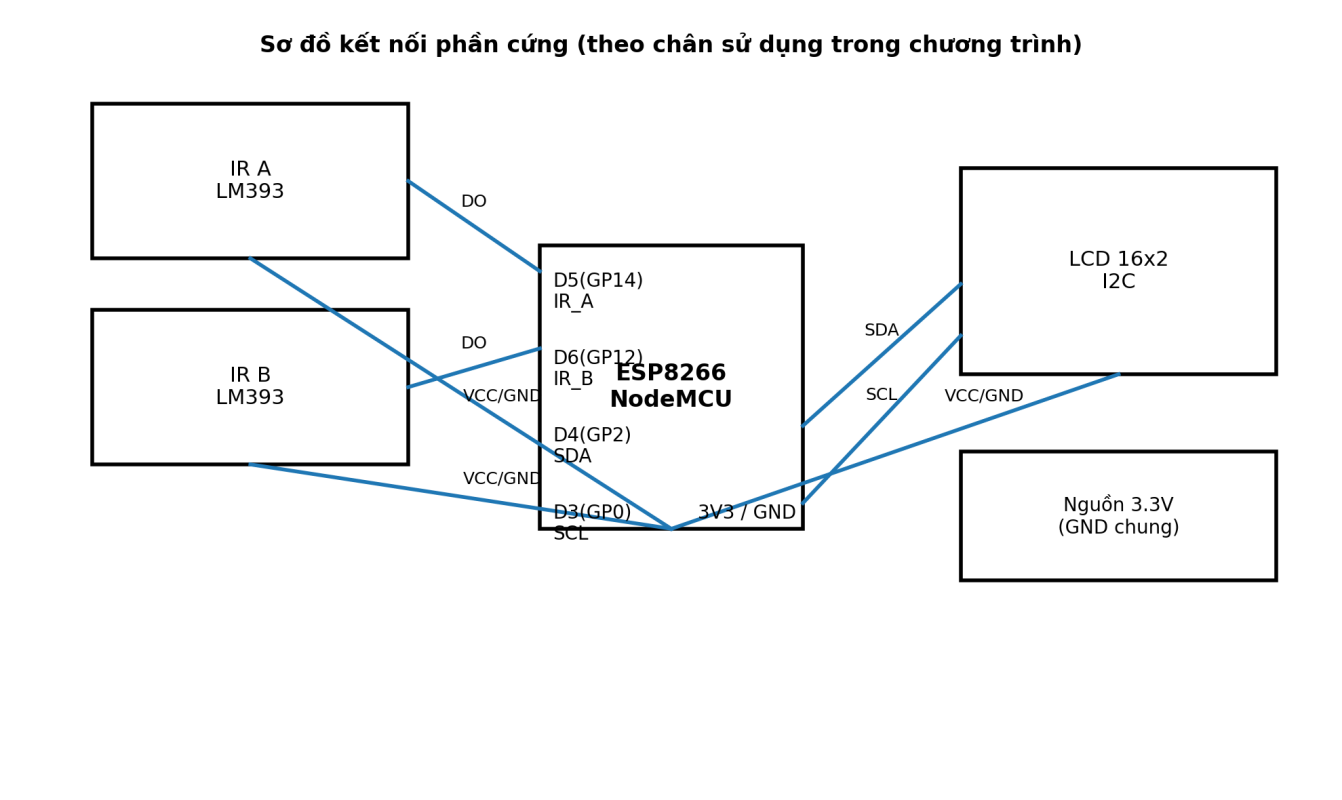 Sơ đồ kết nối phần cứng (theo chân sử dụng trong chương trình)
IR A
LM393
DO
IR B
LM393
DO
VCC/GND
VCC/GND
D5(GP14)
IR_A
D6(GP12)
IR_B
ESP8266
NodeMCU
D4(GP2)
SDA
D3(GP0)
SCL
3V3 / GND
SDA
SCL
VCC/GND
LCD 16x2
I2C
Nguồn 3.3V
(GND chung)